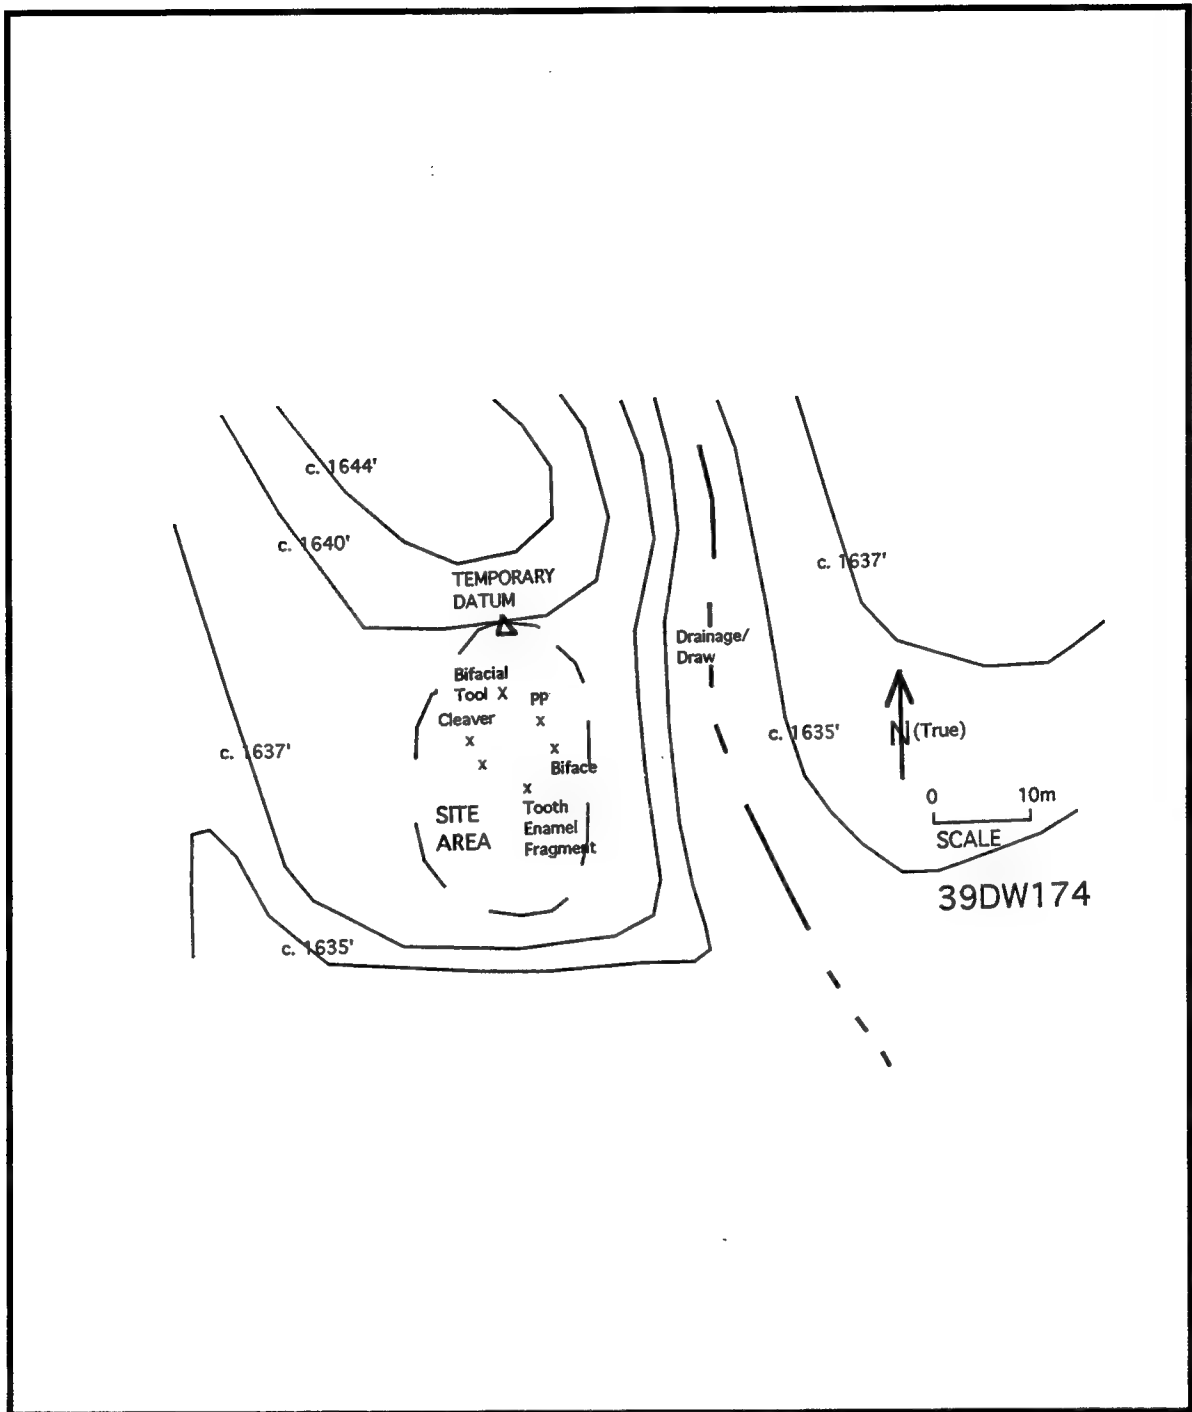 c. 1644'
c. 1640'
c. 1637'
TEMPORARY
DATUM
Drainage/
Draw
Bifacial
Tool X
pp
Cleaver
x
x
x
x
Biface
x
Tooth
Enamel
Fragment
SITE
AREA
c. 1637'
c. 1635'
N (True)
0 10m
SCALE
39DW174
c. 1635'